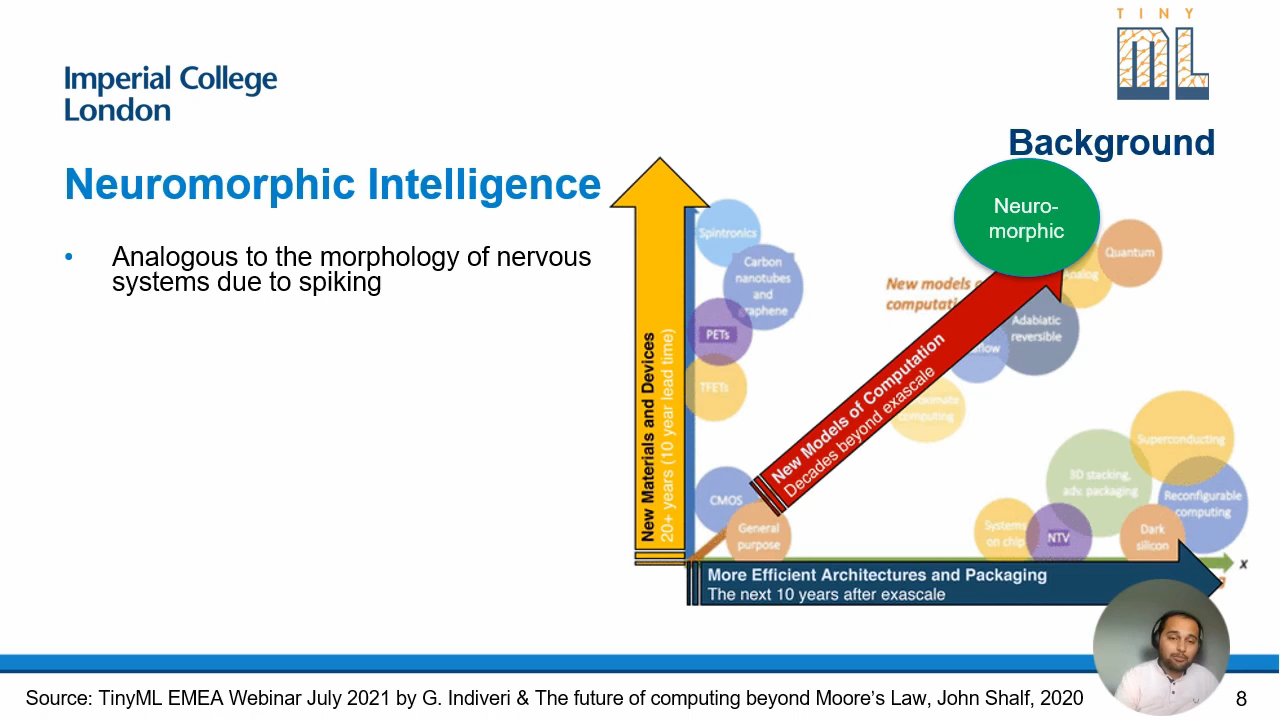 TINY
ML
Imperial College
London
Background
Neuromorphic Intelligence
• Analogous to the morphology of nervous
systems due to spiking
Neuro-
morphic
Spintronics
Carbon
nanotubes
and
graphene
PETs
TFETs
CMOS
General
purpose
New models
Quantum
Analog
Adabiatic
reversible
computing
Superconducting
3D stacking,
adv. packaging
Reconfigurable
computing
Systems
on chip
NTV
Dark
silicon
x
New Materials and Devices
20+ years (10 year lead time)
New Models of Computation
Decades beyond exascale
More Efficient Architectures and Packaging
The next 10 years after exascale
Source: TinyML EMEA Webinar July 2021 by G. Indiveri & The future of computing beyond Moore's Law, John Shalf, 2020
8